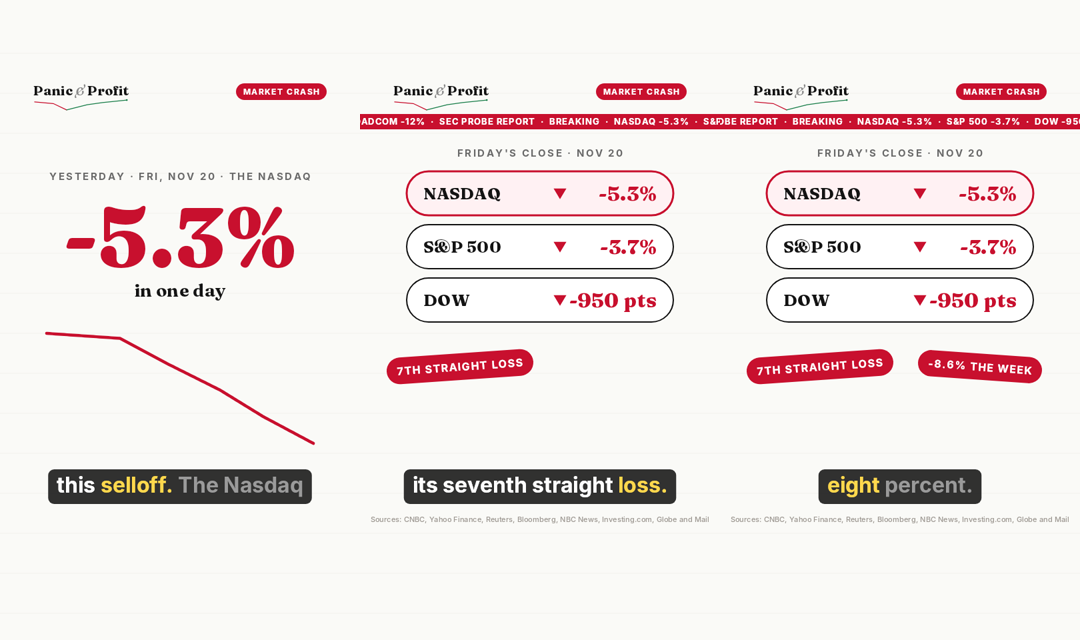 Panic & Profit
MARKET CRASH
YESTERDAY · FRI, NOV 20 · THE NASDAQ
-5.3%
in one day
this selloff. The Nasdaq
Panic & Profit
MARKET CRASH
ADCOM -12% · SEC PROBE REPORT · BREAKING · NASDAQ -5.3% · S&P
FRIDAY'S CLOSE · NOV 20
NASDAQ ▼ -5.3%
S&P 500 ▼ -3.7%
DOW ▼ -950 pts
7TH STRAIGHT LOSS
its seventh straight loss.
Sources: CNBC, Yahoo Finance, Reuters, Bloomberg, NBC News, Investing.com, Globe and Mail
Panic & Profit
MARKET CRASH
OBE REPORT · BREAKING · NASDAQ -5.3% · S&P 500 -3.7% · DOW -950
FRIDAY'S CLOSE · NOV 20
NASDAQ ▼ -5.3%
S&P 500 ▼ -3.7%
DOW ▼ -950 pts
7TH STRAIGHT LOSS
-8.6% THE WEEK
eight percent.
Sources: CNBC, Yahoo Finance, Reuters, Bloomberg, NBC News, Investing.com, Globe and Mail